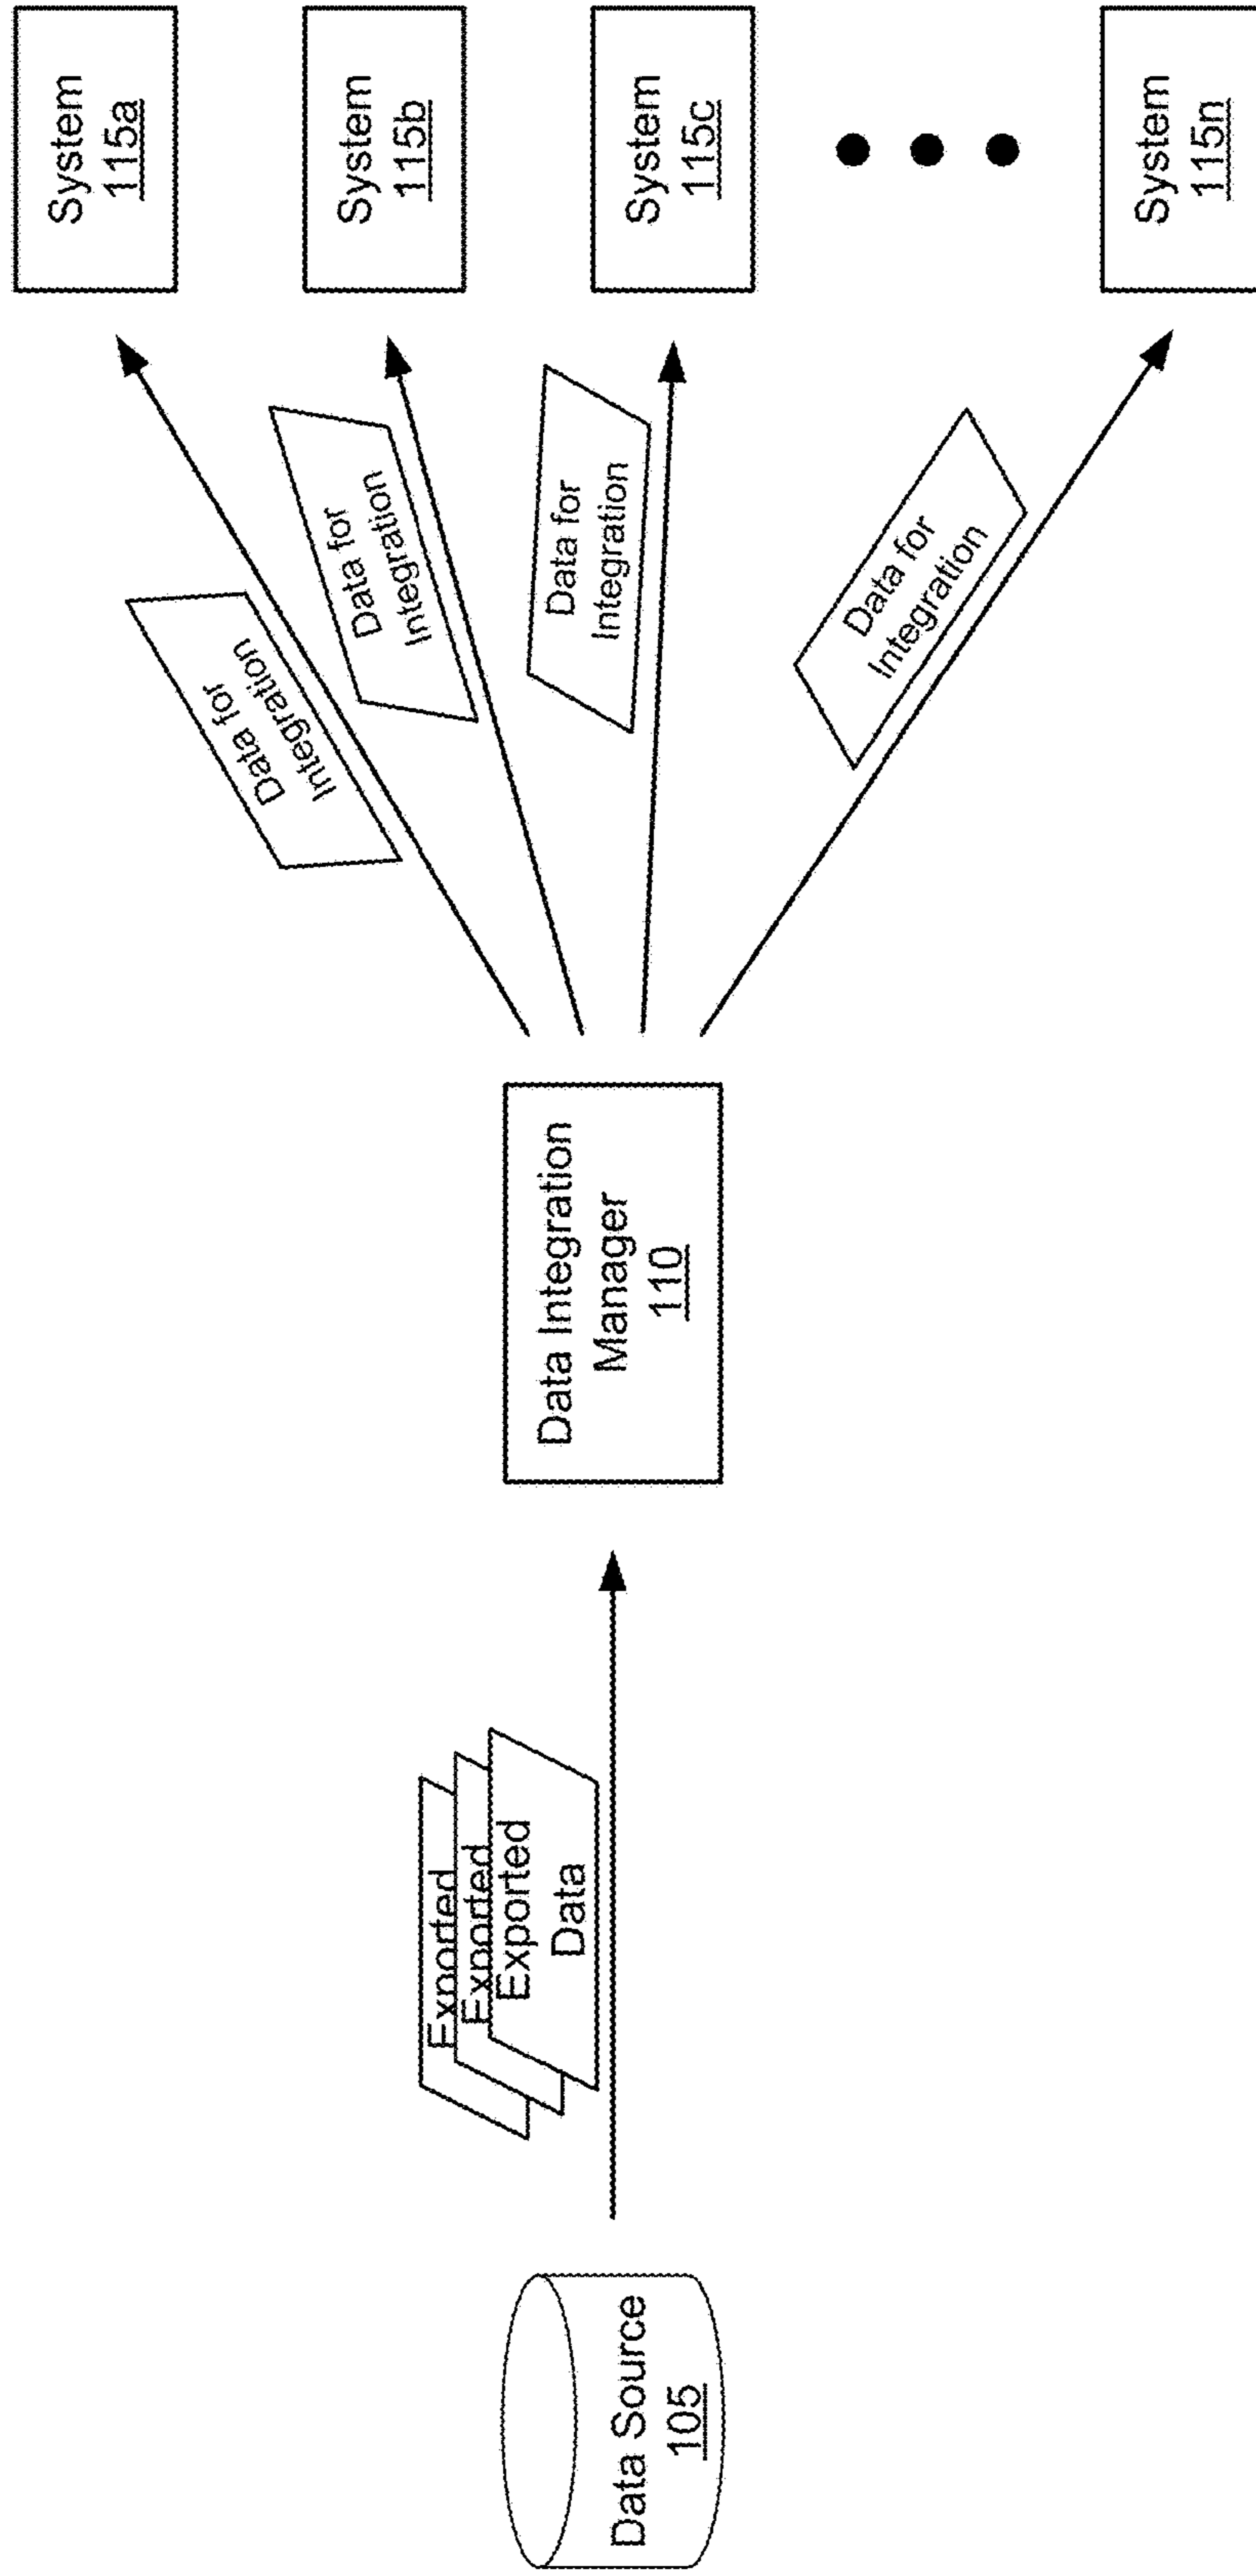 Data Source
105
Exported
Exported
Exported
Data
Data Integration
Manager
110
Data for
Integration
Data for
Integration
Data for
Integration
Data for
Integration
System
115a
System
115b
System
115c
System
115n